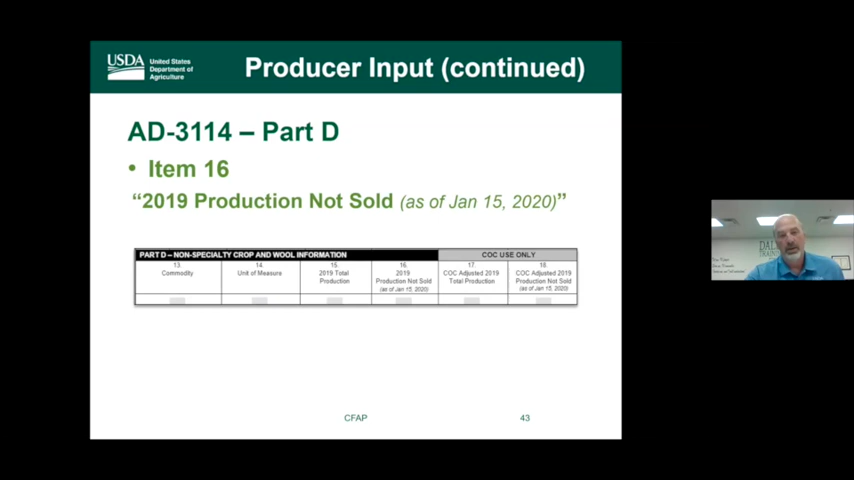 USDA
United States
Department of
Agriculture
Producer Input (continued)
AD-3114 – Part D
• Item 16
“2019 Production Not Sold (as of Jan 15, 2020)”
PART D – NON-SPECIALTY CROP AND WOOL INFORMATION
COC USE ONLY
13.
Commodity
14.
Unit of Measure
15.
2019 Total
Production
16.
2019
Production Not Sold
(as of Jan 15, 2020)
17.
COC Adjusted 2019
Total Production
18.
COC Adjusted 2019
Production Not Sold
(as of Jan 15, 2020)
CFAP
43